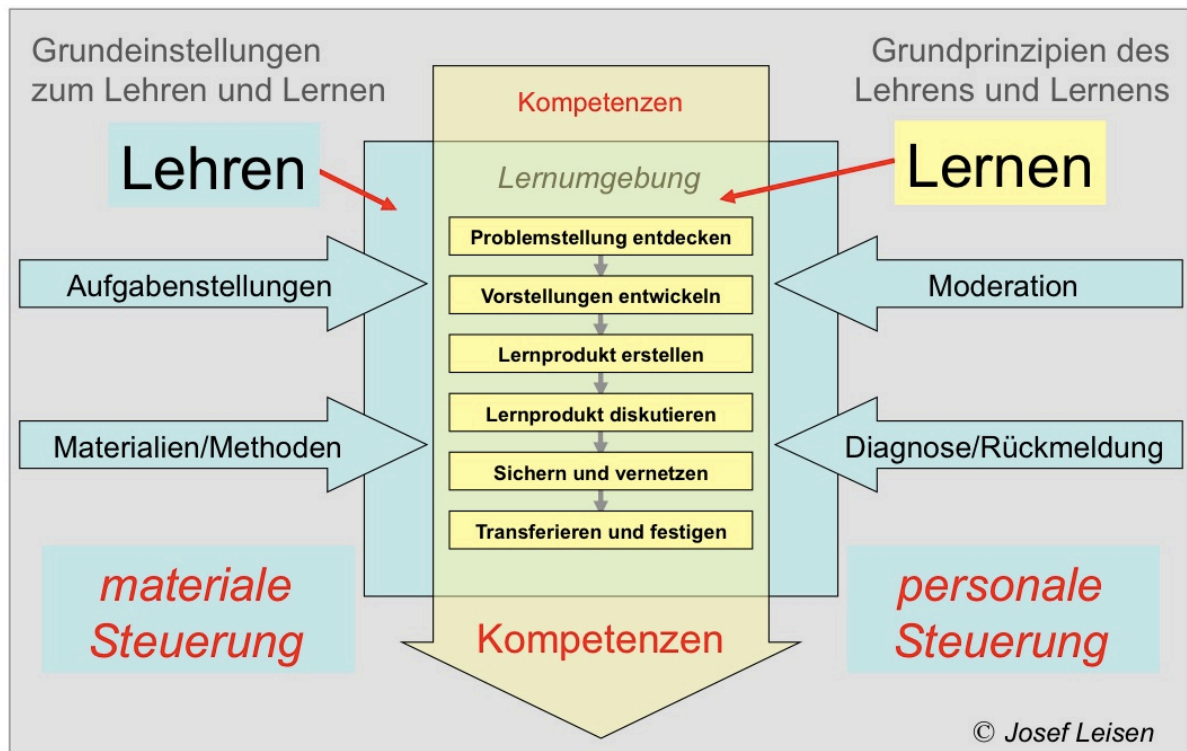 Grundeinstellungen
zum Lehren und Lernen
Grundprinzipien des
Lehrens und Lernens
Kompetenzen
Lehren
Lernen
Lernumgebung
Problemstellung entdecken
Vorstellungen entwickeln
Lernprodukt erstellen
Lernprodukt diskutieren
Sichern und vernetzen
Transferieren und festigen
Aufgabenstellungen
Moderation
Materialien/Methoden
Diagnose/Rückmeldung
materiale
Steuerung
personale
Steuerung
Kompetenzen
© Josef Leisen